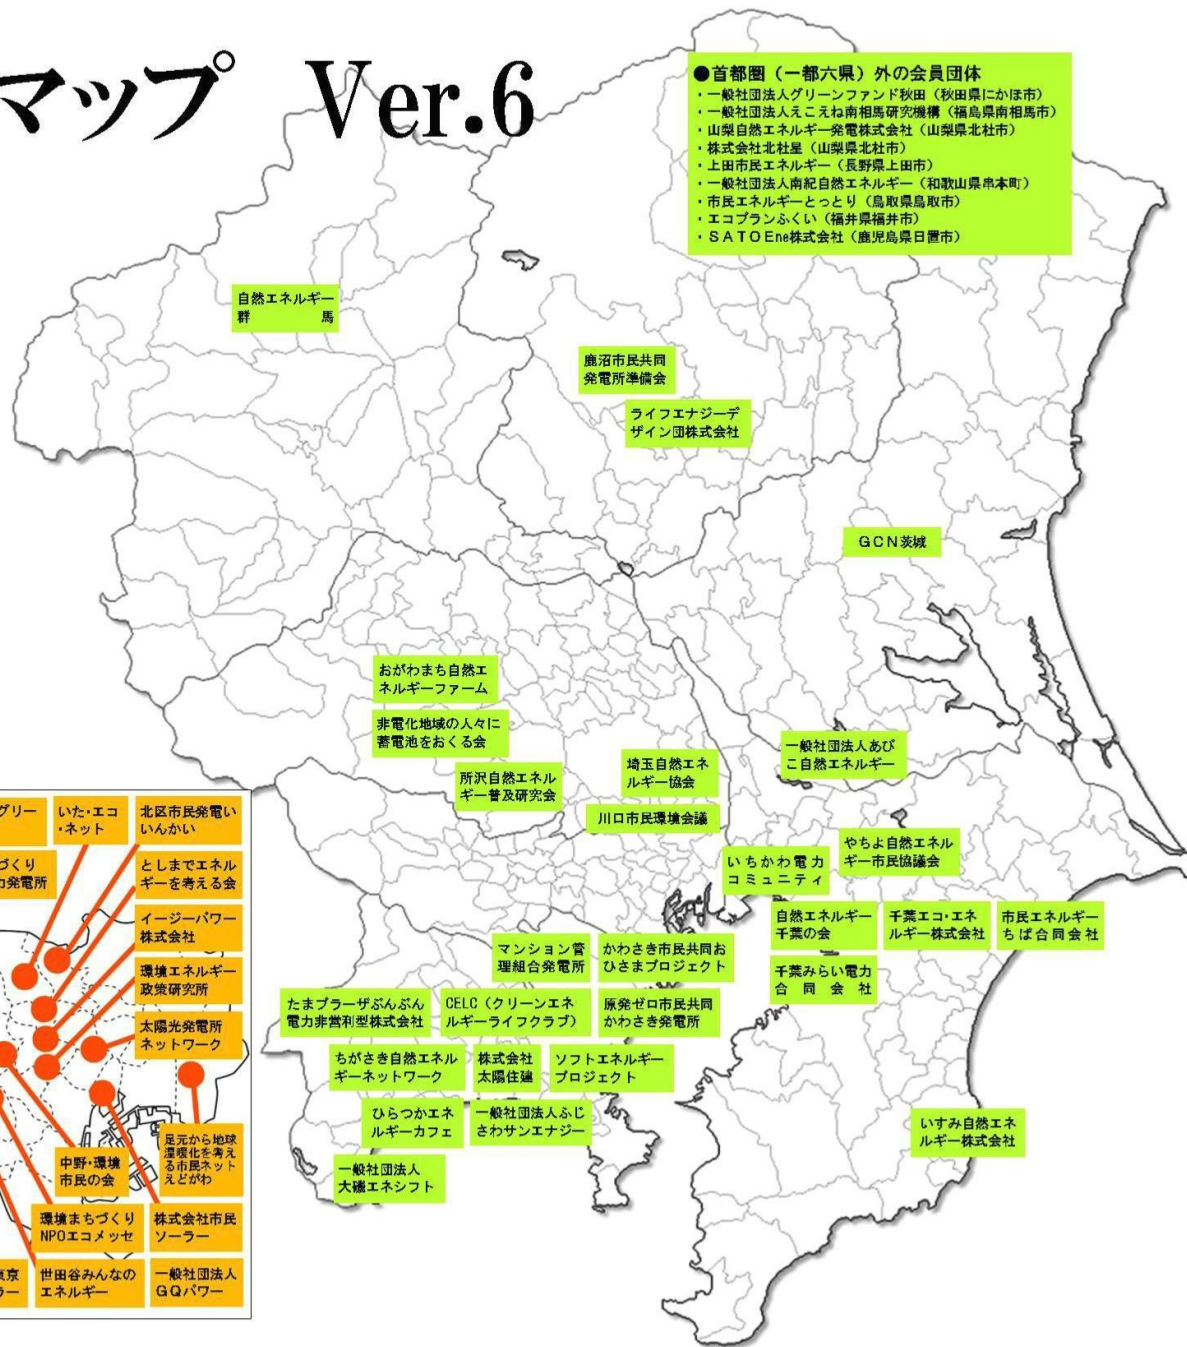 マップ Ver.6
●首都圏（一都六県）外の会員団体
・一般社団法人グリーンファンド秋田（秋田県にかほ市）
・一般社団法人えこえね南相馬研究機構（福島県南相馬市）
・山梨自然エネルギー発電株式会社（山梨県北杜市）
・株式会社北杜星（山梨県北杜市）
・上田市民エネルギー（長野県上田市）
・一般社団法人南紀自然エネルギー（和歌山県串本町）
・市民エネルギーとっとり（鳥取県鳥取市）
・エコプランふくい（福井県福井市）
・ＳＡＴＯEne株式会社（鹿児島県日置市）
自然エネルギー
群　馬
鹿沼市民共同
発電所準備会
ライフエナジーデ
ザイン団株式会社
ＧＣＮ茨城
おがわまち自然エ
ネルギーファーム
非電化地域の人々に
蓄電池をおくる会
所沢自然エネル
ギー普及研究会
埼玉自然エネ
ルギー協会
川口市民環境会議
一般社団法人あび
こ自然エネルギー
いちかわ電力
コミュニティ
やちよ自然エネル
ギー市民協議会
自然エネルギー
千葉の会
千葉エコ・エネ
ルギー株式会社
市民エネルギー
ちば合同会社
千葉みらい電力
合同会社
マンション管
理組合発電所
かわさき市民共同お
ひさまプロジェクト
たまプラーザぶんぶん
電力非営利型株式会社
CELC（クリーンエネ
ルギーライフクラブ）
原発ゼロ市民共同
かわさき発電所
ちがさき自然エネル
ギーネットワーク
株式会社
太陽住建
ソフトエネルギー
プロジェクト
ひらつかエネ
ルギーカフェ
一般社団法人ふじ
さわサンエナジー
一般社団法人
大磯エネシフト
いすみ自然エネ
ルギー株式会社
グリー
いた・エコ
・ネット
北区市民発電い
いんかい
づくり
力発電所
としまでエネル
ギーを考える会
イージーパワー
株式会社
環境エネルギー
政策研究所
太陽光発電所
ネットワーク
中野・環境
市民の会
足元から地球
温暖化を考え
る市民ネット
えどがわ
環境まちづくり
NPOエコメッセ
株式会社市民
ソーラー
東京
ラー
世田谷みんなの
エネルギー
一般社団法人
ＧＱパワー